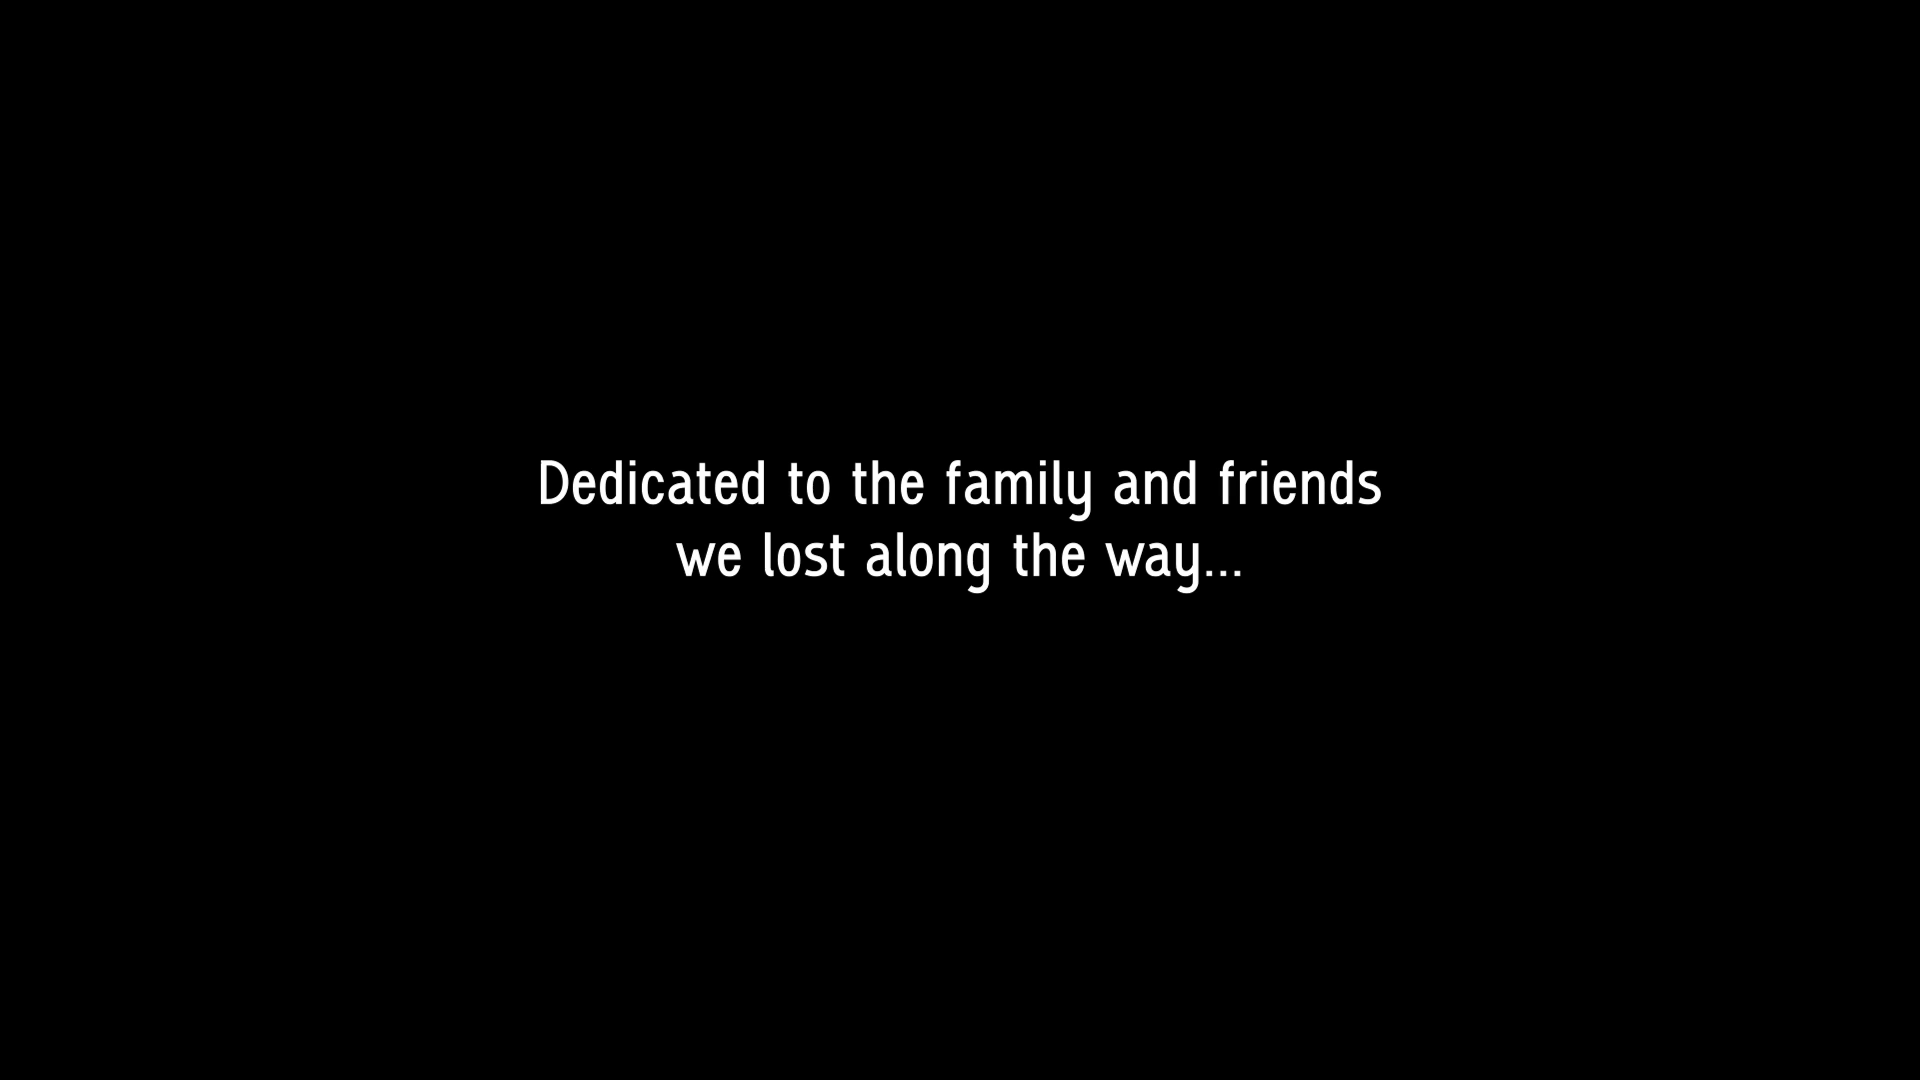 Dedicated to the family and friends
we lost along the way...